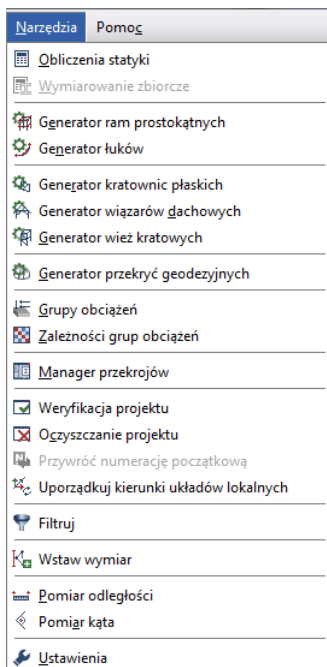 Narzędzia Pomoc
Obliczenia statyki
Wymiarowanie zbiorcze
Generator ram prostokątnych
Generator łuków
Generator kratownic płaskich
Generator wiązarów dachowych
Generator wież kratowych
Generator przekryć geodezyjnych
Grupy obciążeń
Zależności grup obciążeń
Manager przekrojów
Weryfikacja projektu
Oczyszczanie projektu
Przywróć numerację początkową
Uporządkuj kierunki układów lokalnych
Filtruj
Wstaw wymiar
Pomiar odległości
Pomiar kąta
Ustawienia